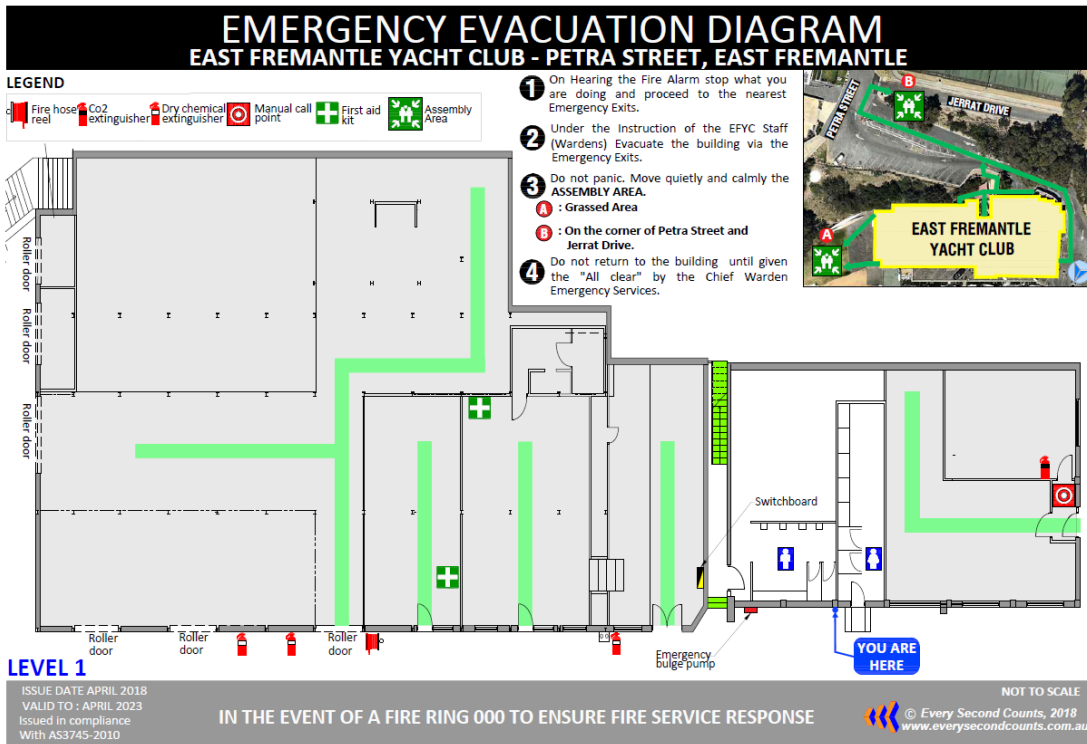 EMERGENCY EVACUATION DIAGRAM
EAST FREMANTLE YACHT CLUB - PETRA STREET, EAST FREMANTLE
LEGEND
Fire hose
reel
Co2
extinguisher
Dry chemical
extinguisher
Manual call
point
First aid
kit
Assembly
Area
1 On Hearing the Fire Alarm stop what you
are doing and proceed to the nearest
Emergency Exits.
2 Under the Instruction of the EFYC Staff
(Wardens) Evacuate the building via the
Emergency Exits.
3 Do not panic. Move quietly and calmly the
ASSEMBLY AREA.
A : Grassed Area
B : On the corner of Petra Street and
Jerrat Drive.
4 Do not return to the building until given
the "All clear" by the Chief Warden
Emergency Services.
B
PETRA STREET
JERRAT DRIVE
A
EAST FREMANTLE
YACHT CLUB
Roller door
Roller door
Roller door
Switchboard
Roller
door
Roller
door
Roller
door
Emergency
bulge pump
YOU ARE
HERE
LEVEL 1
ISSUE DATE APRIL 2018
VALID TO : APRIL 2023
Issued in compliance
With AS3745-2010
IN THE EVENT OF A FIRE RING 000 TO ENSURE FIRE SERVICE RESPONSE
NOT TO SCALE
© Every Second Counts, 2018
www.everysecondcounts.com.au